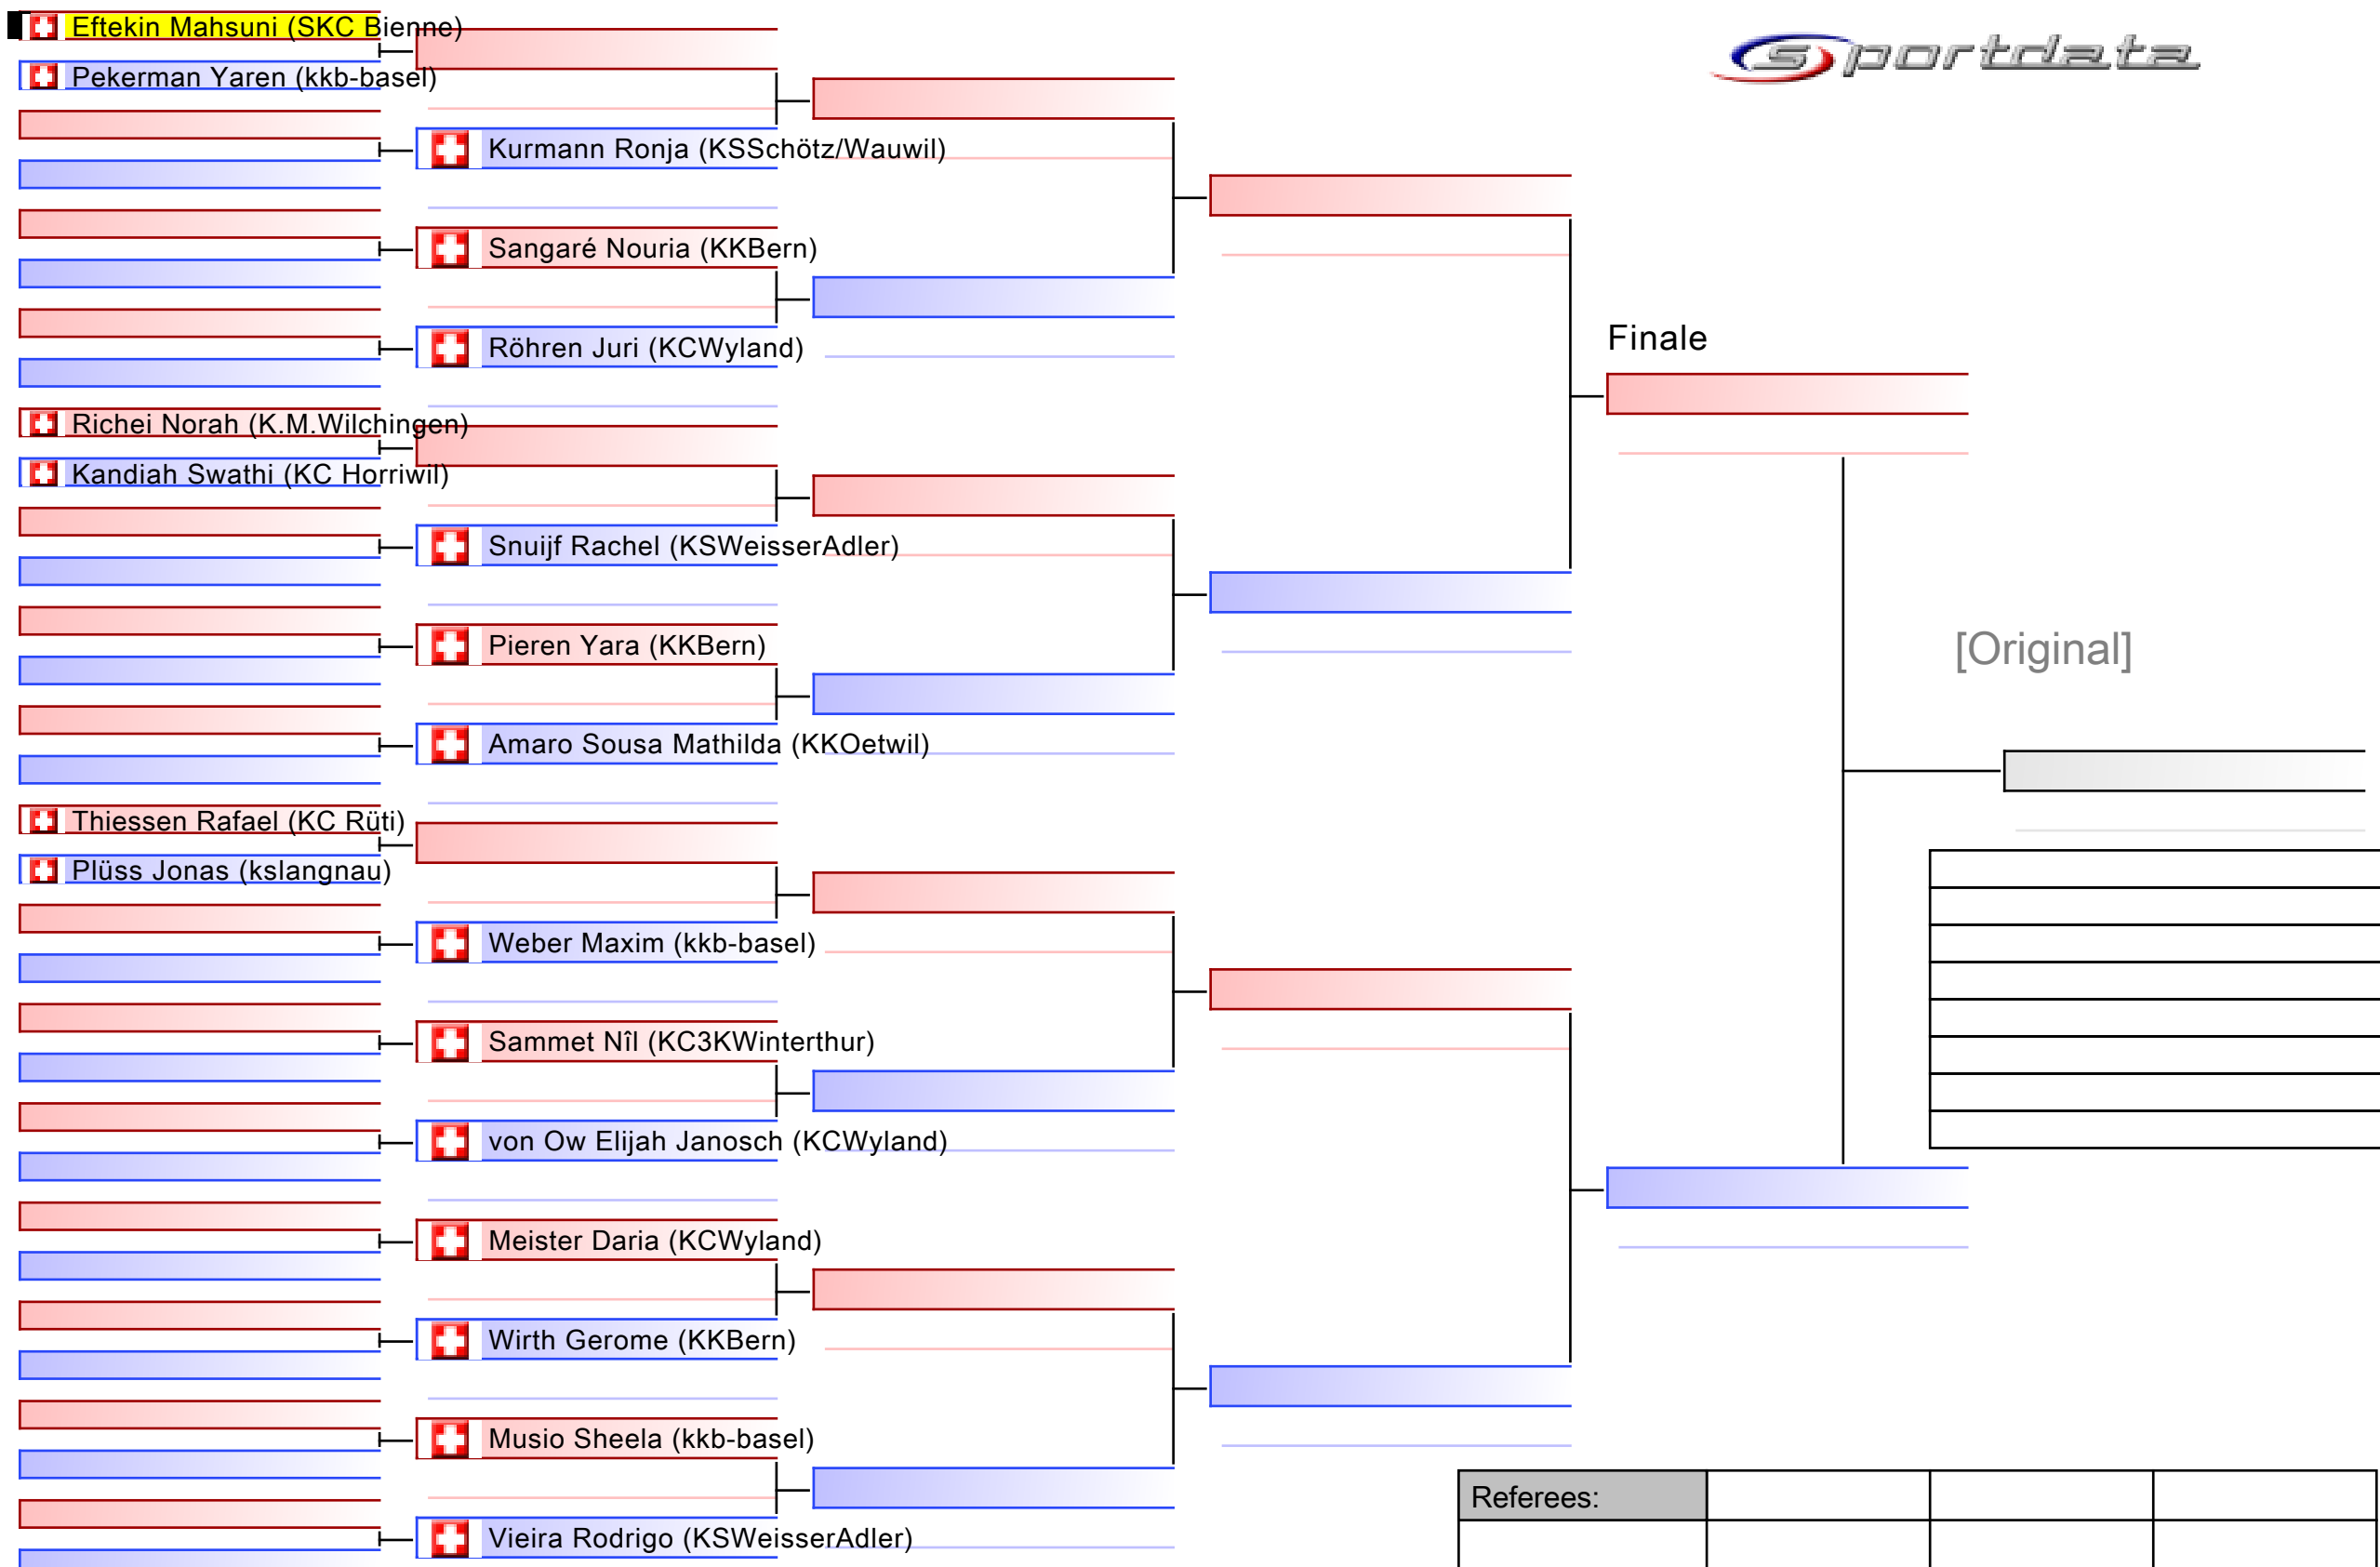 sportdata
Eftekin Mahsuni (SKC Bienne)
Pekerman Yaren (kkb-basel)
Kurmann Ronja (KSSchötz/Wauwil)
Sangaré Nouria (KKBern)
Röhren Juri (KCWyland)
Richei Norah (K.M.Wilchingen)
Kandiah Swathi (KC Horriwil)
Snuijf Rachel (KSWeisserAdler)
Pieren Yara (KKBern)
Amaro Sousa Mathilda (KKOetwil)
Thiessen Rafael (KC Rüti)
Plüss Jonas (kslangnau)
Weber Maxim (kkb-basel)
Sammet Nîl (KC3KWinterthur)
von Ow Elijah Janosch (KCWyland)
Meister Daria (KCWyland)
Wirth Gerome (KKBern)
Musio Sheela (kkb-basel)
Vieira Rodrigo (KSWeisserAdler)
Finale
[Original]
Referees: